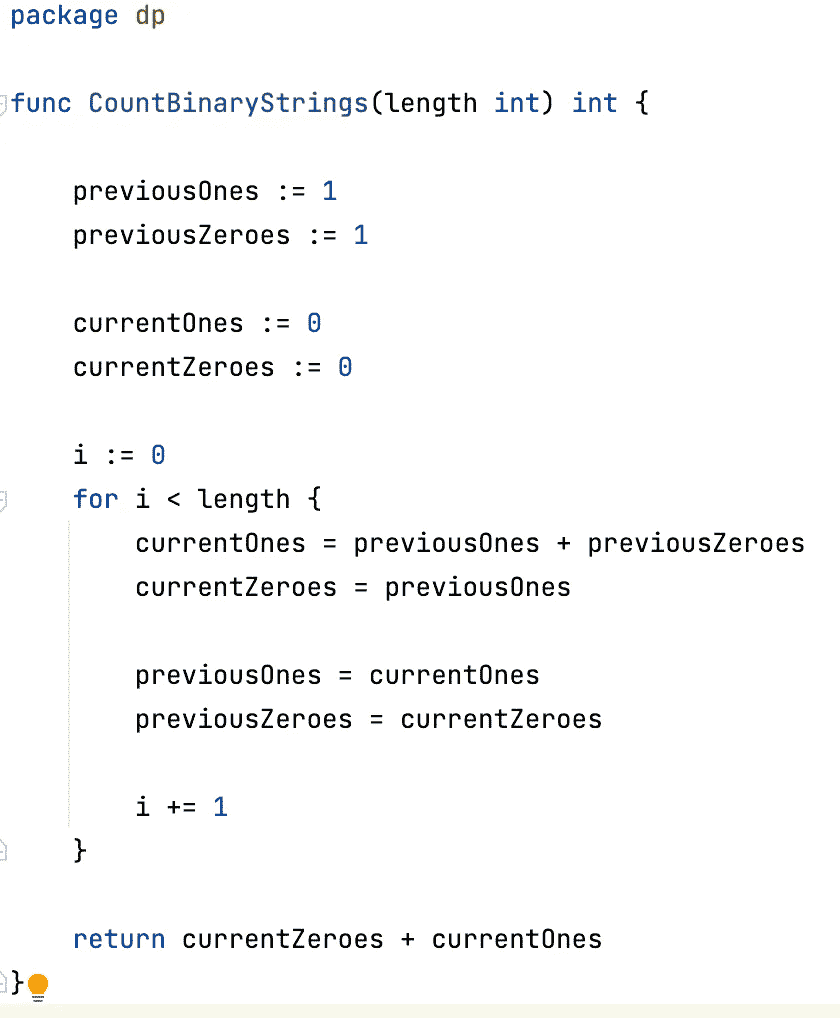 package dp
func CountBinaryStrings(length int) int {
previousOnes := 1
previousZeroes := 1
currentOnes := 0
currentZeroes := 0
i := 0
for i < length {
currentOnes = previousOnes + previousZeroes
currentZeroes = previousOnes
previousOnes = currentOnes
previousZeroes = currentZeroes
i += 1
}
return currentZeroes + currentOnes
}